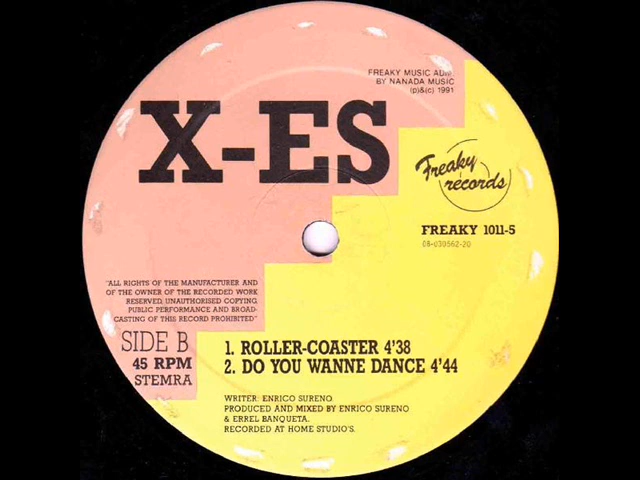 FREAKY MUSIC ADM.
BY NANADA MUSIC
(p)&(c) 1991
X-ES
Freaky
records
FREAKY 1011-5
08-030562-20
"ALL RIGHTS OF THE MANUFACTURER AND
OF THE OWNER OF THE RECORDED WORK
RESERVED, UNAUTHORISED COPYING,
PUBLIC PERFORMANCE AND BROAD-
CASTING OF THIS RECORD PROHIBITED"
SIDE B
45 RPM
STEMRA
1. ROLLER-COASTER 4'38
2. DO YOU WANNE DANCE 4'44
WRITER: ENRICO SURENO.
PRODUCED AND MIXED BY ENRICO SURENO
& ERREL BANQUETA.
RECORDED AT HOME STUDIO'S.